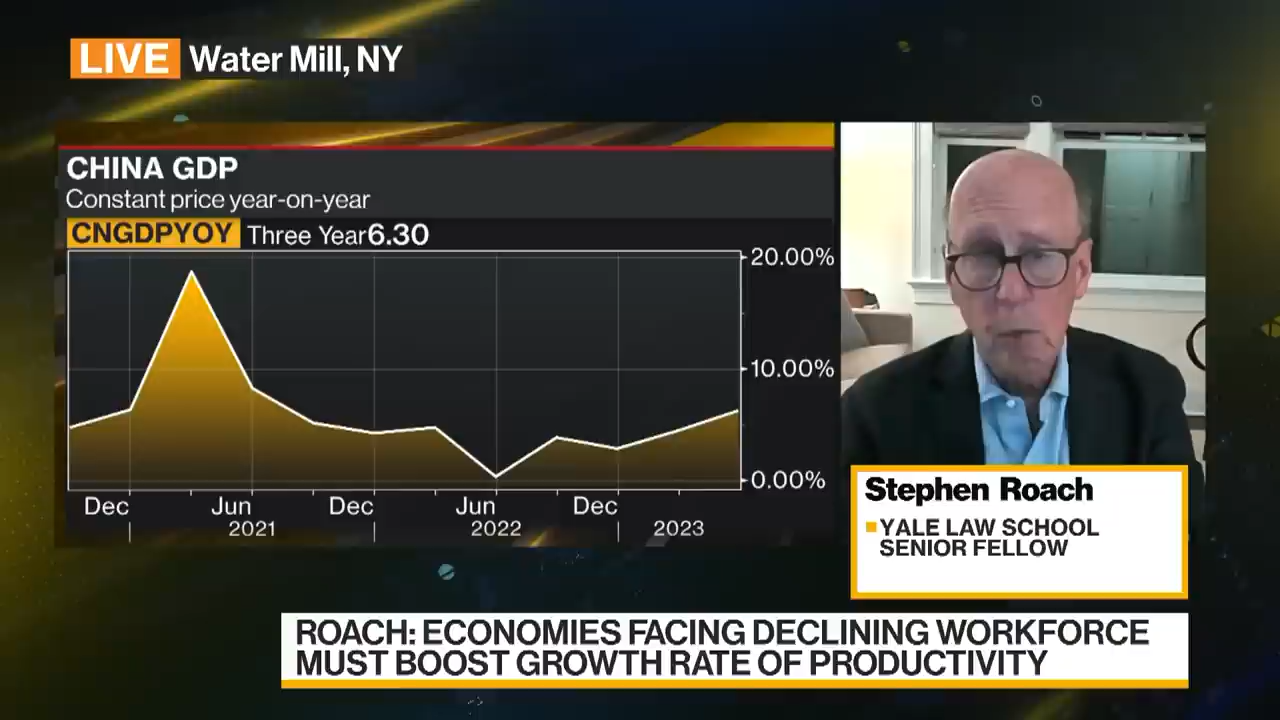 LIVE Water Mill, NY
CHINA GDP
Constant price year-on-year
CNGDPYOY Three Year6.30
20.00%
10.00%
0.00%
Dec Jun Dec Jun Dec
2021 2022 2023
Stephen Roach
YALE LAW SCHOOL
SENIOR FELLOW
ROACH: ECONOMIES FACING DECLINING WORKFORCE
MUST BOOST GROWTH RATE OF PRODUCTIVITY